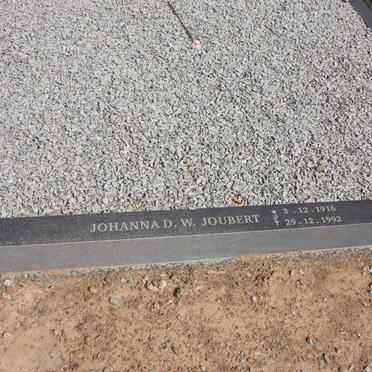 JOHANNA D. W. JOUBERT * 3.12.1916
† 29.12.1992